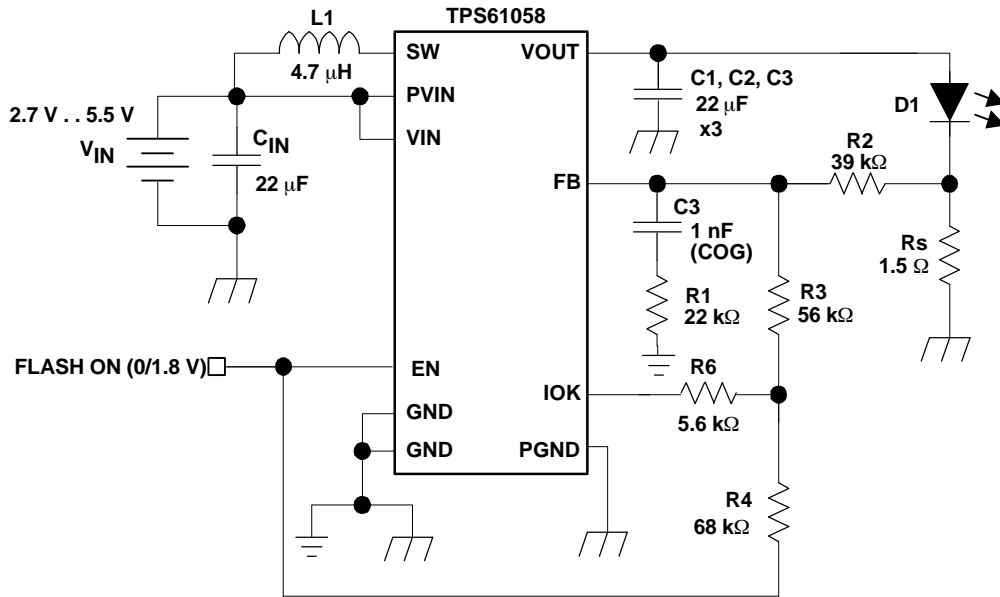 TPS61058
L1
4.7 μH
SW
VOUT
PVIN
VIN
2.7 V . . 5.5 V
VIN
CIN
22 μF
C1, C2, C3
22 μF
x3
D1
R2
39 kΩ
FB
C3
1 nF
(COG)
Rs
1.5 Ω
R1
22 kΩ
R3
56 kΩ
FLASH ON (0/1.8 V)
EN
IOK
R6
5.6 kΩ
GND
GND
PGND
R4
68 kΩ